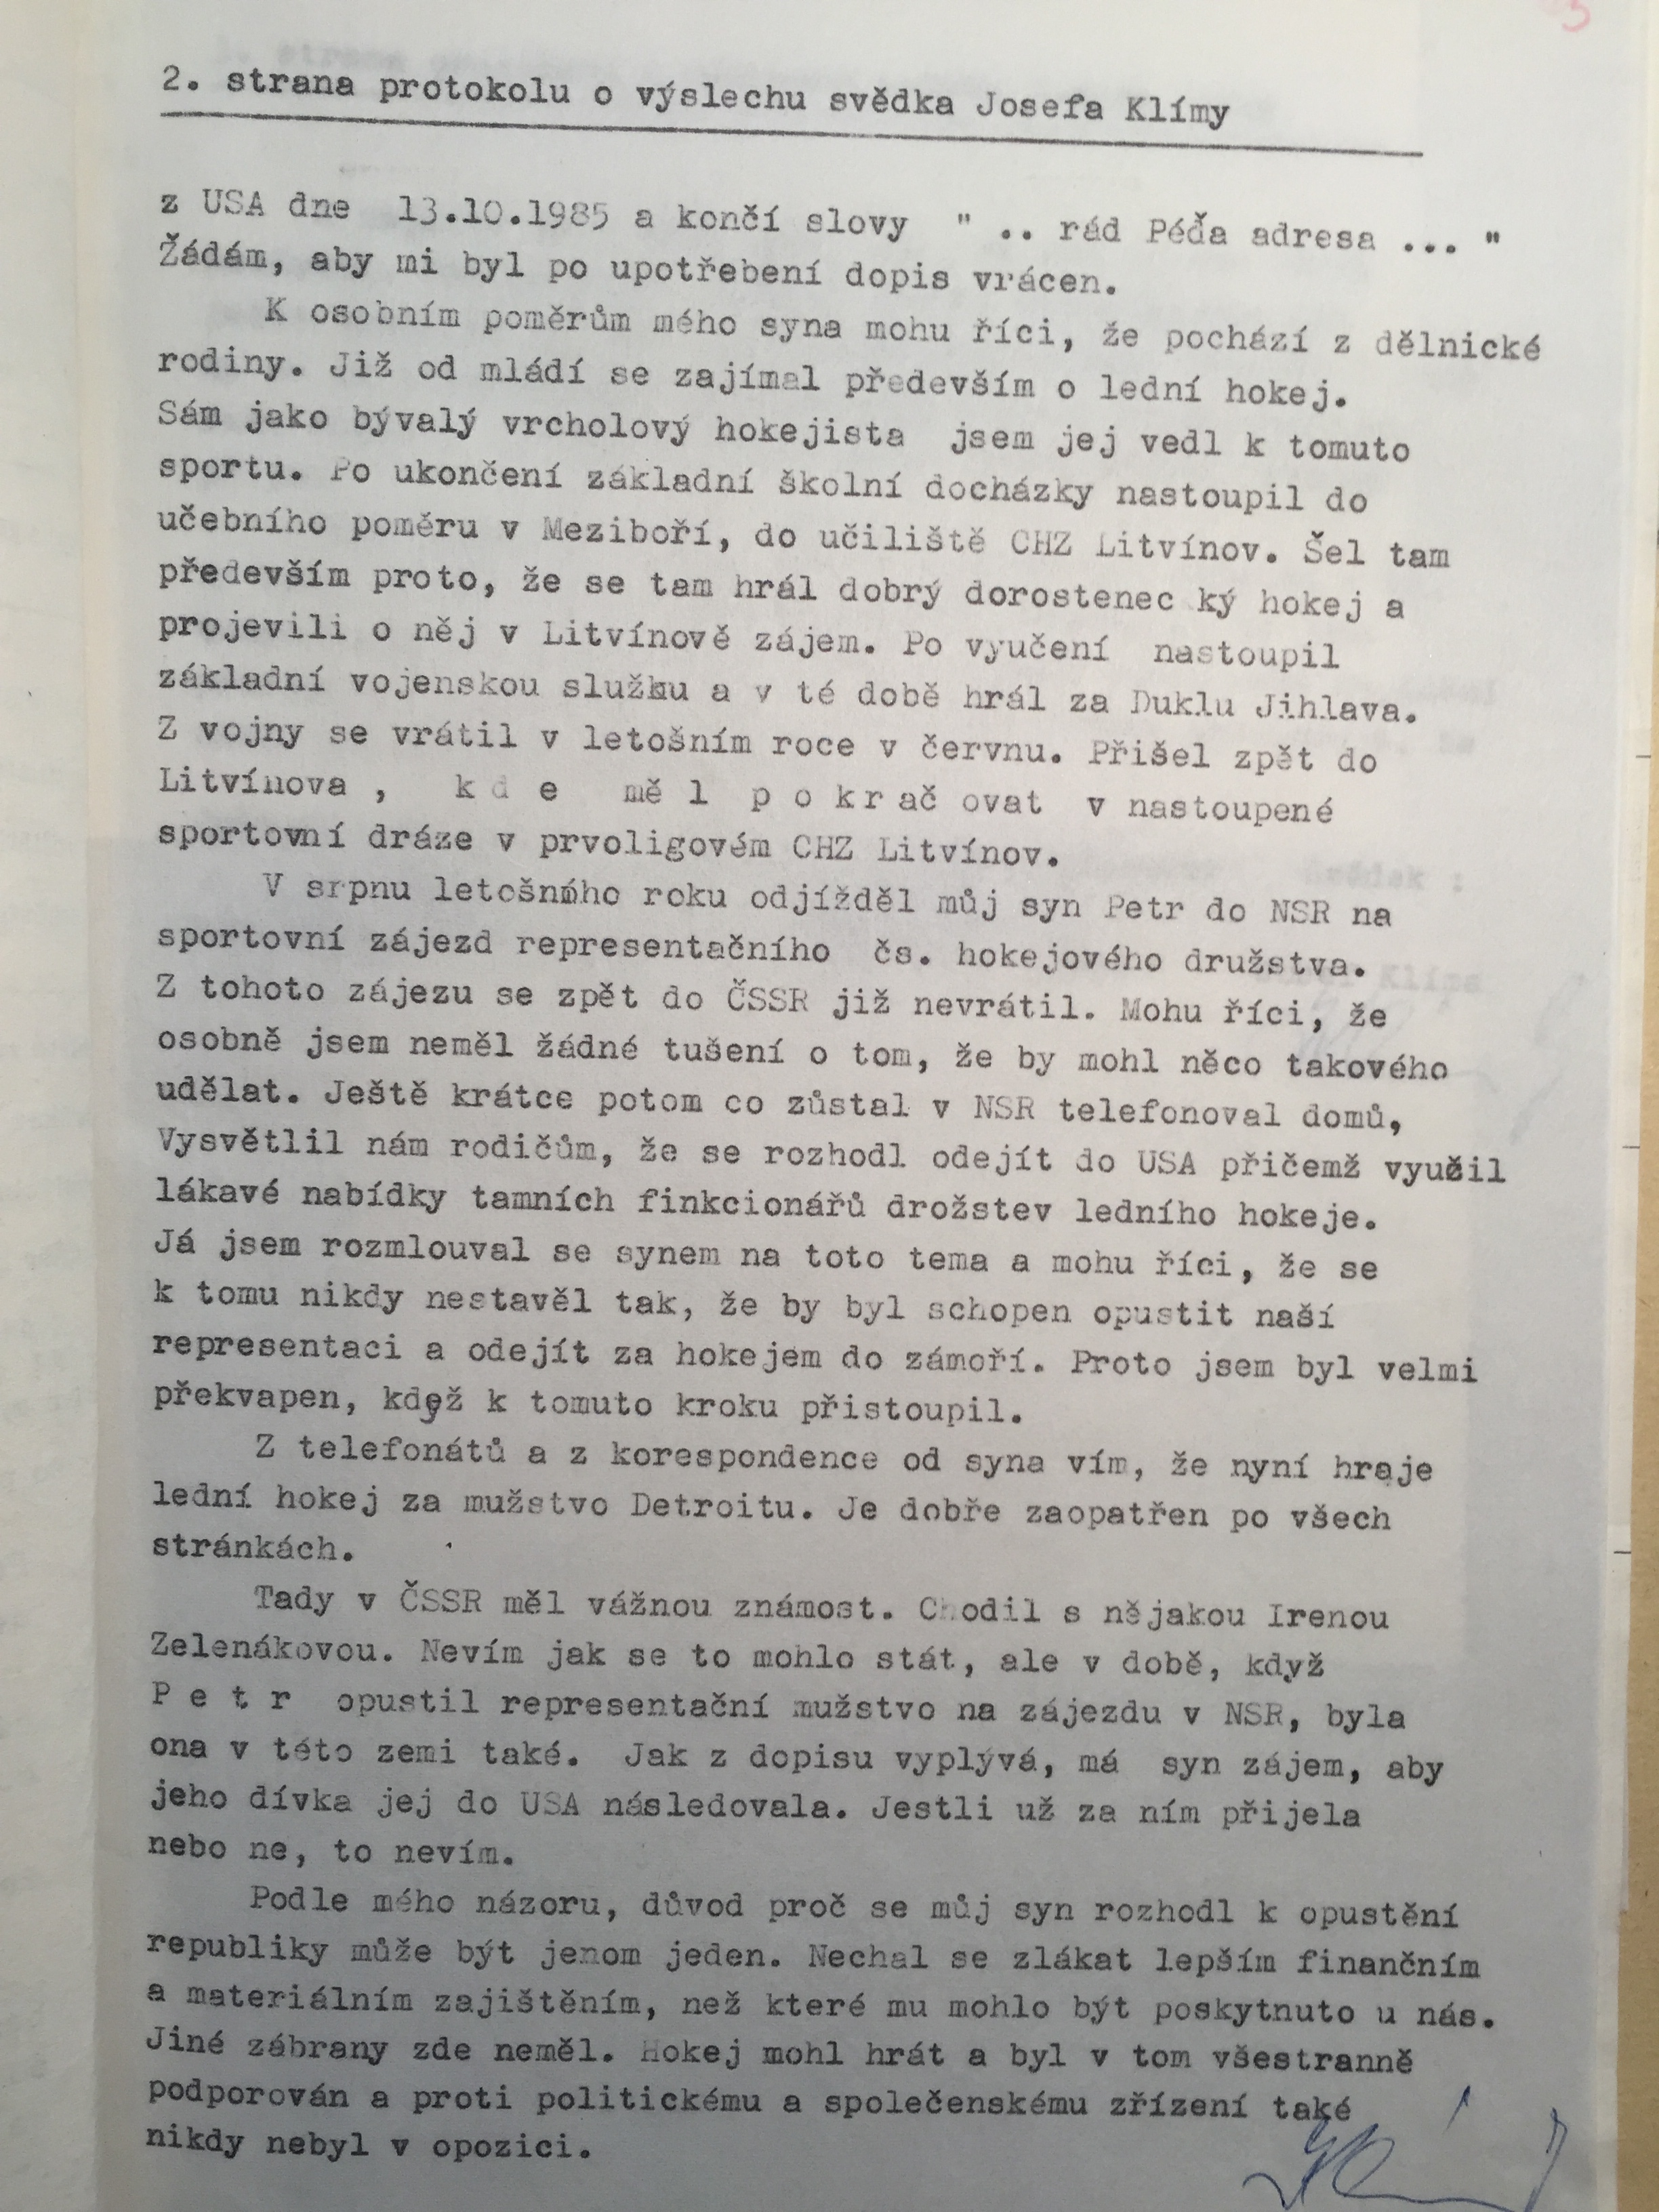 2. strana protokolu o výslechu svědka Josefa Klímy
z USA dne 13.10.1985 a končí slovy " .. rád Péďa adresa ... "
Žádám, aby mi byl po upotřebení dopis vrácen.
K osobním poměrům mého syna mohu říci, že pochází z dělnické
rodiny. Již od mládí se zajímal především o lední hokej.
Sám jako bývalý vrcholový hokejista jsem jej vedl k tomuto
sportu. Po ukončení základní školní docházky nastoupil do
učebního poměru v Meziboří, do učiliště CHZ Litvínov. Šel tam
především proto, že se tam hrál dobrý dorostenec ký hokej a
projevili o něj v Litvínově zájem. Po vyučení nastoupil
základní vojenskou službu a v té době hrál za Duklu Jihlava.
Z vojny se vrátil v letošním roce v červnu. Přišel zpět do
Litvínova , k d e mě l p o k r a č ovat v nastoupené
sportovní dráze v prvoligovém CHZ Litvínov.
V srpnu letošního roku odjížděl můj syn Petr do NSR na
sportovní zájezd representačního čs. hokejového družstva.
Z tohoto zájezu se zpět do ČSSR již nevrátil. Mohu říci, že
osobně jsem neměl žádné tušení o tom, že by mohl něco takového
udělat. Ještě krátce potom co zůstal v NSR telefonoval domů,
Vysvětlil nám rodičům, že se rozhodl odejít do USA přičemž vyučil
lákavé nabídky tamních finkcionářů drožstev ledního hokeje.
Já jsem rozmlouval se synem na toto tema a mohu říci, že se
k tomu nikdy nestavěl tak, že by byl schopen opustit naší
representaci a odejít za hokejem do zámoří. Proto jsem byl velmi
překvapen, když k tomuto kroku přistoupil.
Z telefonátů a z korespondence od syna vím, že nyní hraje
lední hokej za mužstvo Detroitu. Je dobře zaopatřen po všech
stránkách.
Tady v ČSSR měl vážnou známost. Chodil s nějakou Irenou
Zelenákovou. Nevím jak se to mohlo stát, ale v době, když
P e t r opustil representační mužstvo na zájezdu v NSR, byla
ona v této zemi také. Jak z dopisu vyplývá, má syn zájem, aby
jeho dívka jej do USA následovala. Jestli už za ním přijela
nebo ne, to nevím.
Podle mého názoru, důvod proč se můj syn rozhodl k opustění
republiky může být jenom jeden. Nechal se zlákat lepším finančním
a materiálním zajištěním, než které mu mohlo být poskytnuto u nás.
Jiné zábrany zde neměl. Hokej mohl hrát a byl v tom všestranně
podporován a proti politickému a společenskému zřízení také
nikdy nebyl v opozici.